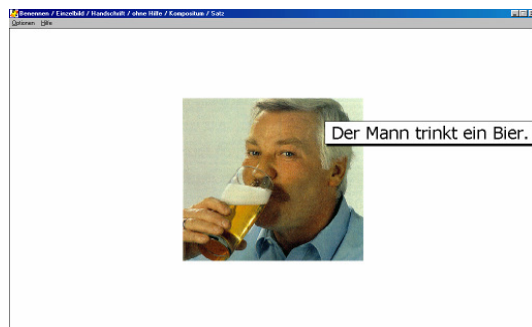 Benennen / Einzelbild / Handschrift / ohne Hilfe / Kompositum / Satz
Optionen Hilfe
Der Mann trinkt ein Bier.